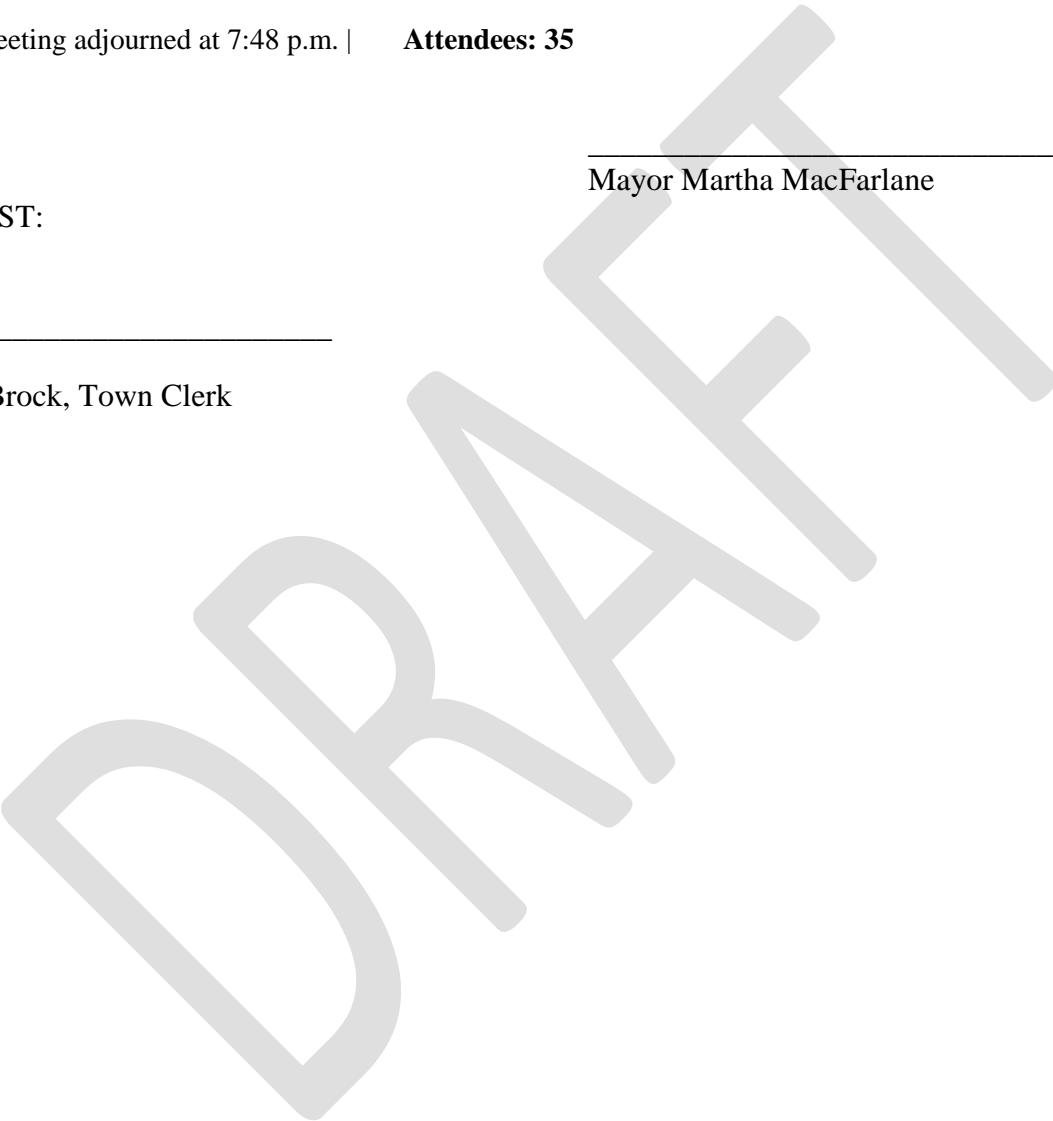 eeting adjourned at 7:48 p.m. | Attendees: 35
Mayor Martha MacFarlane
ST:
Brock, Town Clerk
DRAFT